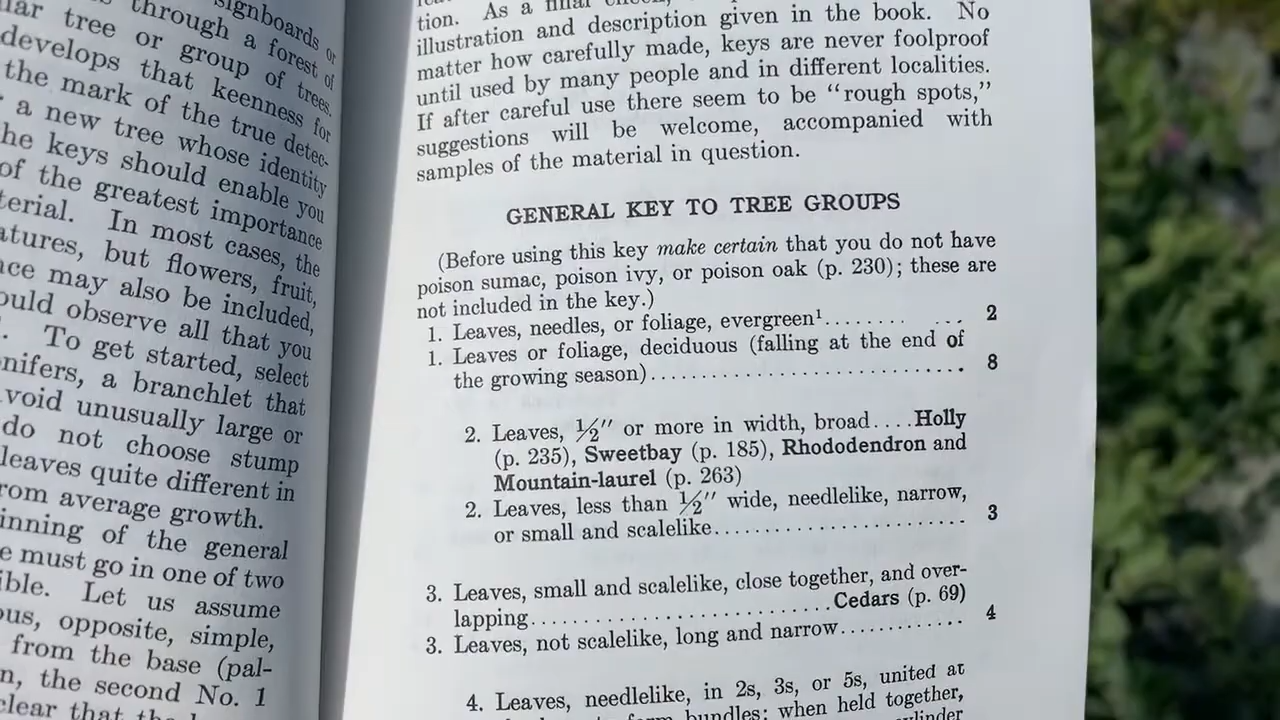 signboards or
through a forest of
tree or group of trees.
develops that keenness for
the mark of the true detec-
a new tree whose identity
the keys should enable you
of the greatest importance
In most cases, the
but flowers, fruit,
may also be included,
should observe all that you
To get started, select
a branchlet that
unusually large or
do not choose stump
leaves quite different in
average growth.
of the general
must go in one of two
Let us assume
opposite, simple,
from the base (pal-
the second No. 1
clear that the
tion. As a final check,
illustration and description given in the book. No
matter how carefully made, keys are never foolproof
until used by many people and in different localities.
If after careful use there seem to be “rough spots,”
suggestions will be welcome, accompanied with
samples of the material in question.
GENERAL KEY TO TREE GROUPS
(Before using this key make certain that you do not have
poison sumac, poison ivy, or poison oak (p. 230); these are
not included in the key.)
1. Leaves, needles, or foliage, evergreen¹........ ... 2
1. Leaves or foliage, deciduous (falling at the end of
the growing season)............................ 8
2. Leaves, ½″ or more in width, broad....Holly
(p. 235), Sweetbay (p. 185), Rhododendron and
Mountain-laurel (p. 263)
2. Leaves, less than ½″ wide, needlelike, narrow,
or small and scalelike....................... 3
3. Leaves, small and scalelike, close together, and over-
lapping...........................Cedars (p. 69)
3. Leaves, not scalelike, long and narrow............ 4
4. Leaves, needlelike, in 2s, 3s, or 5s, united at
form bundles; when held together,
cylinder